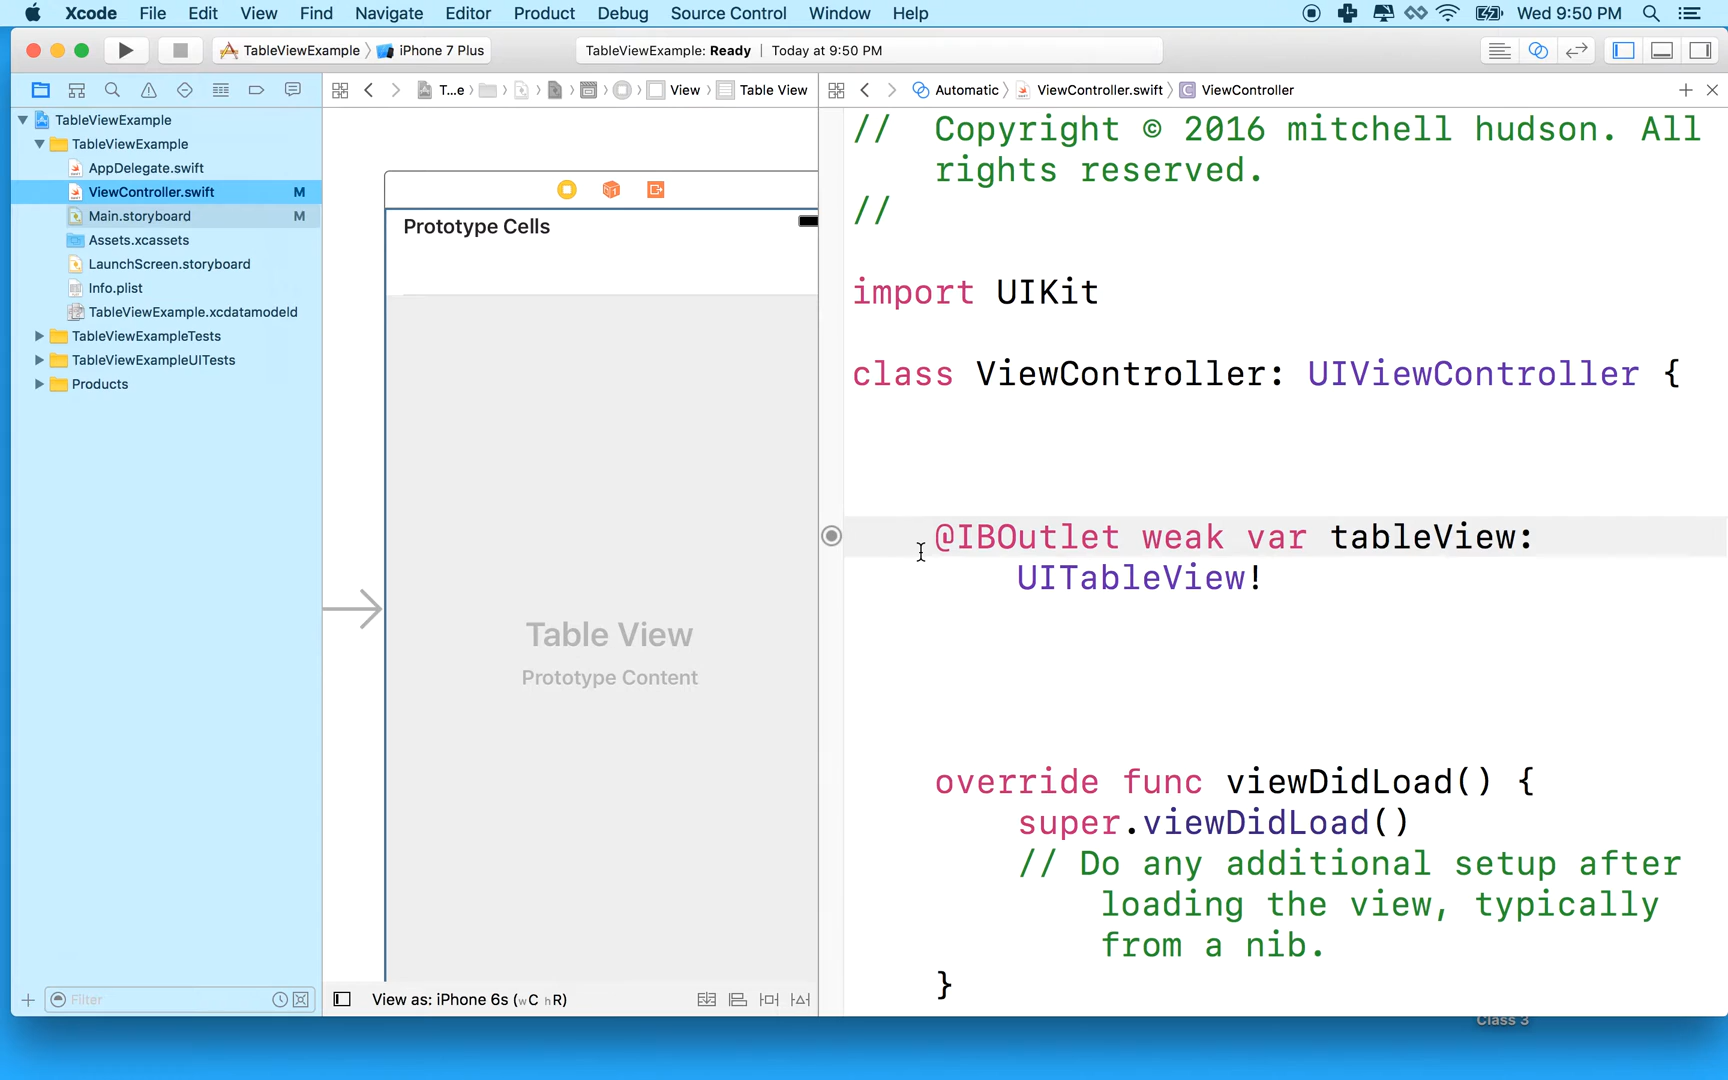 Xcode File Edit View Find Navigate Editor Product Debug Source Control Window Help Wed 9:50 PM
TableViewExample iPhone 7 Plus TableViewExample: Ready | Today at 9:50 PM
T...e View Table View Automatic ViewController.swift C ViewController
TableViewExample
TableViewExample
AppDelegate.swift
ViewController.swift M
Main.storyboard M
Assets.xcassets
LaunchScreen.storyboard
Info.plist
TableViewExample.xcdatamodeld
TableViewExampleTests
TableViewExampleUITests
Products
Filter
Prototype Cells
Table View
Prototype Content
View as: iPhone 6s (wC hR)
// Copyright © 2016 mitchell hudson. All
rights reserved.
//
import UIKit
class ViewController: UIViewController {
@IBOutlet weak var tableView:
UITableView!
override func viewDidLoad() {
super.viewDidLoad()
// Do any additional setup after
loading the view, typically
from a nib.
}
Class 3